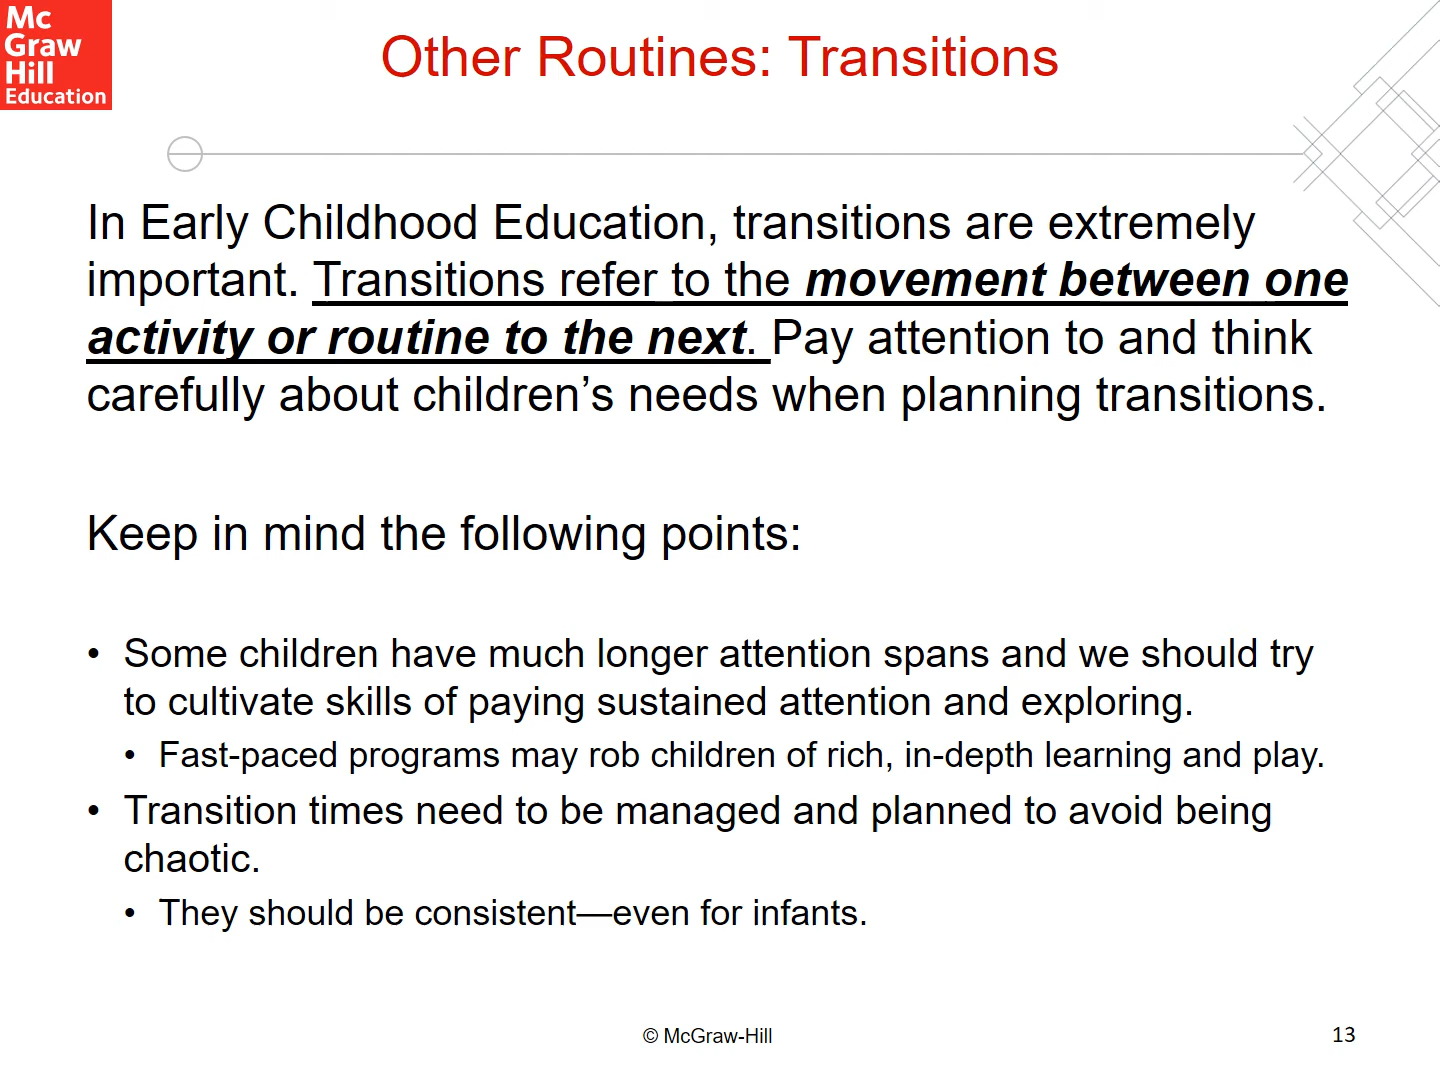 Mc
Graw
Hill
Education
Other Routines: Transitions
In Early Childhood Education, transitions are extremely
important. Transitions refer to the movement between one
activity or routine to the next. Pay attention to and think
carefully about children’s needs when planning transitions.
Keep in mind the following points:
• Some children have much longer attention spans and we should try
to cultivate skills of paying sustained attention and exploring.
• Fast-paced programs may rob children of rich, in-depth learning and play.
• Transition times need to be managed and planned to avoid being
chaotic.
• They should be consistent—even for infants.
© McGraw-Hill
13